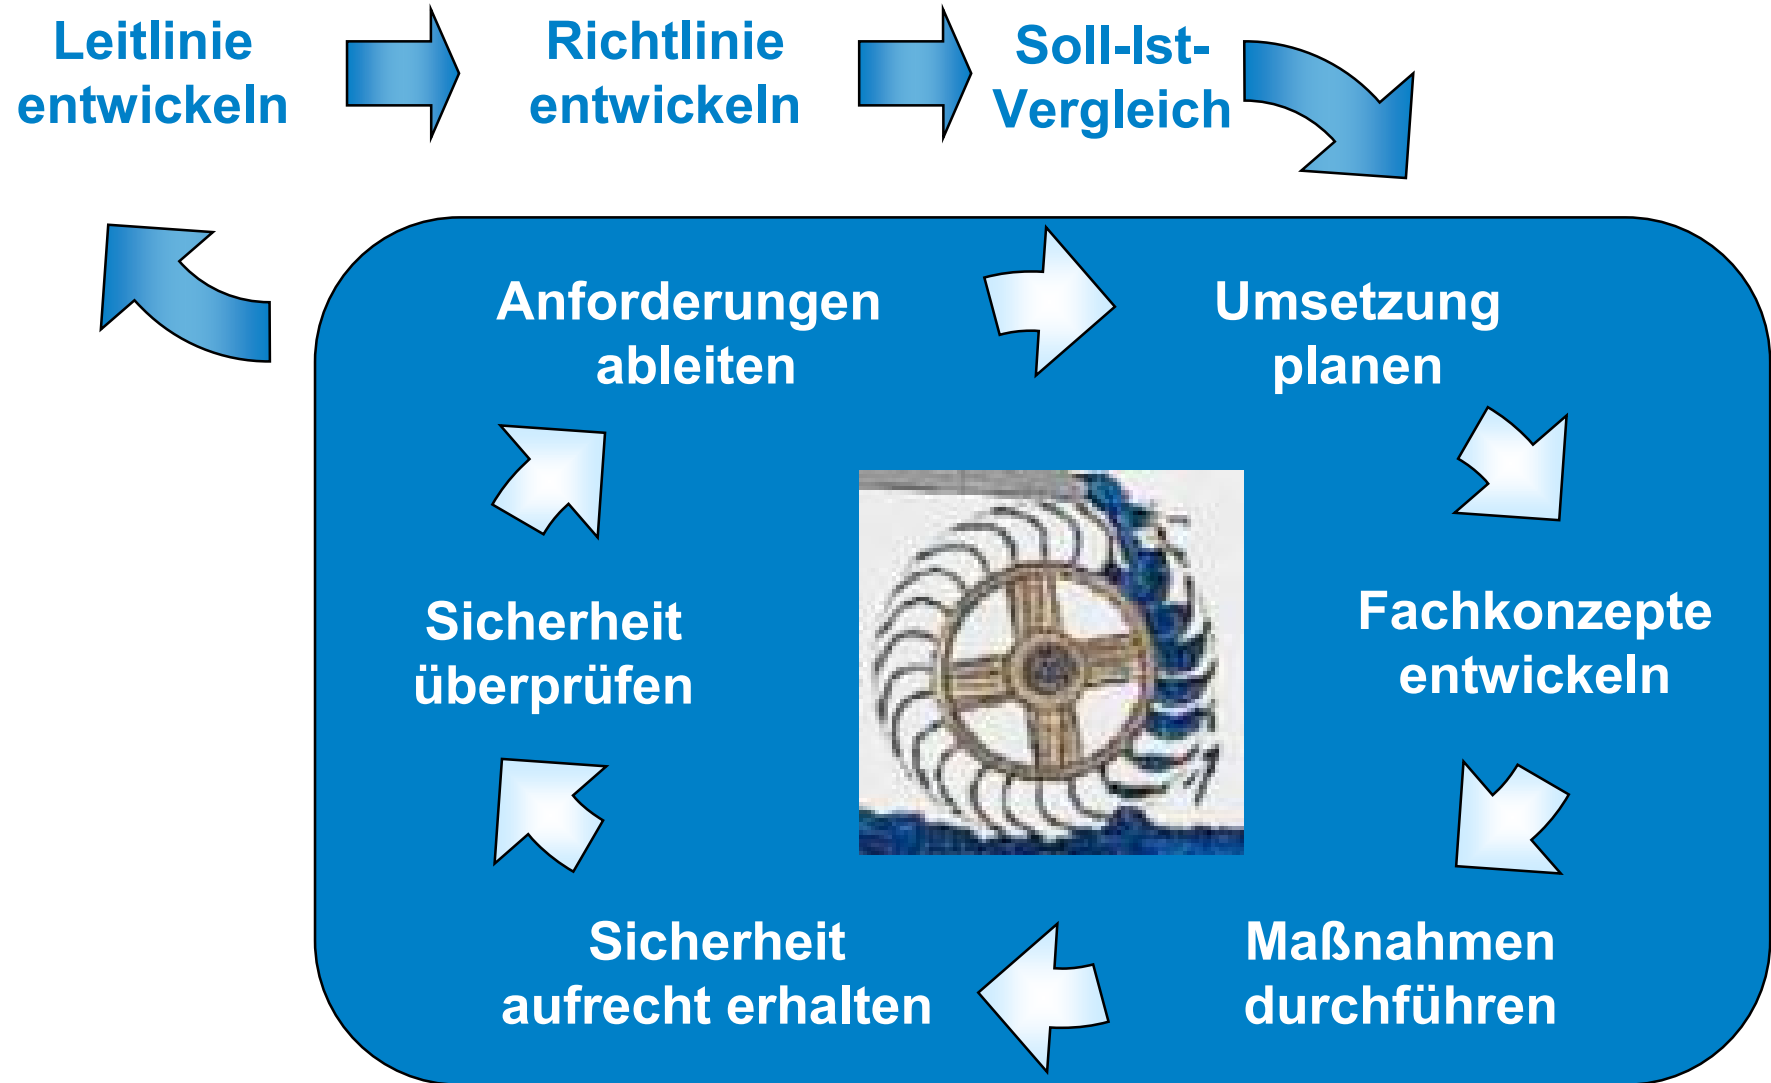 Leitlinie
entwickeln
Richtlinie
entwickeln
Soll-Ist-
Vergleich
Anforderungen
ableiten
Umsetzung
planen
Fachkonzepte
entwickeln
Maßnahmen
durchführen
Sicherheit
aufrecht erhalten
Sicherheit
überprüfen